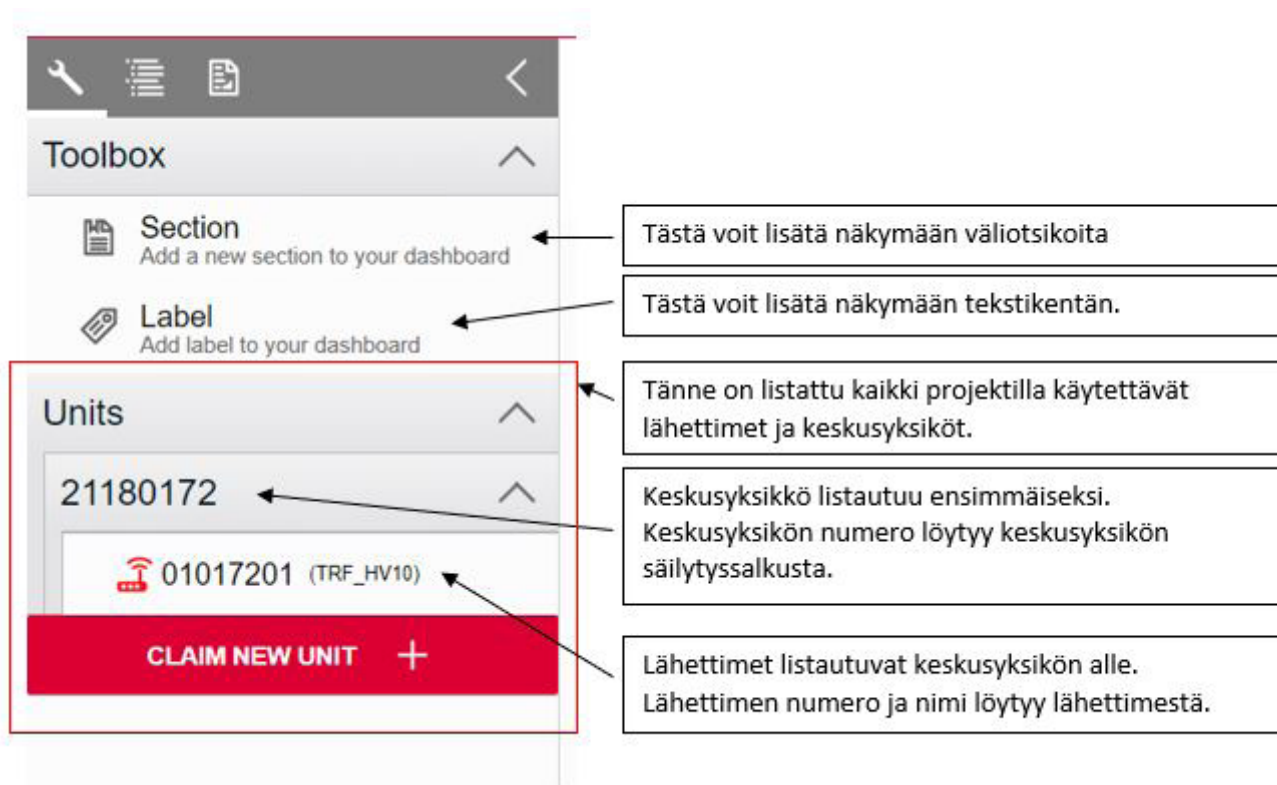 Toolbox
Section
Add a new section to your dashboard
Tästä voit lisätä näkymään väliotsikoita
Label
Add label to your dashboard
Tästä voit lisätä näkymään tekstikentän.
Units
Tänne on listattu kaikki projektilla käytettävät
lähettimet ja keskusyksiköt.
21180172
Keskusyksikkö listautuu ensimmäiseksi.
Keskusyksikön numero löytyy keskusyksikön
säilytyssalkusta.
01017201 (TRF_HV10)
CLAIM NEW UNIT +
Lähettimet listautuvat keskusyksikön alle.
Lähettimen numero ja nimi löytyy lähettimestä.